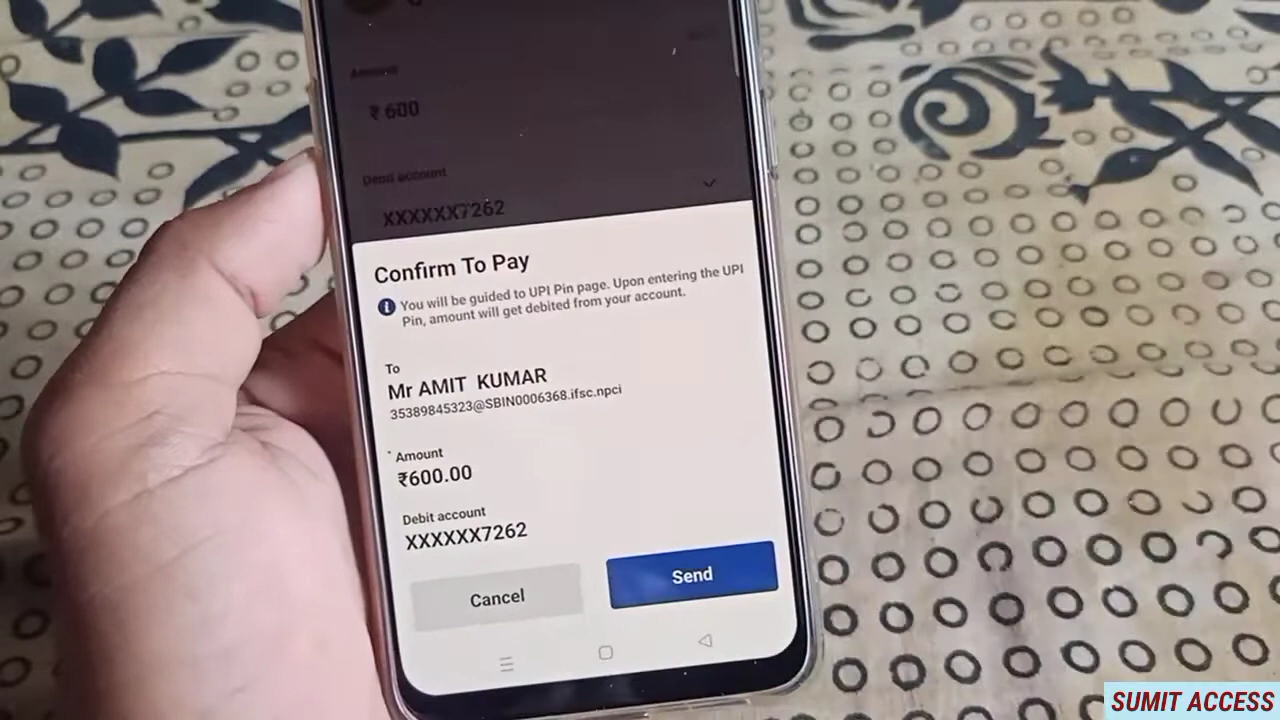 Amount
₹ 600
Debit account
XXXXXX7262
Confirm To Pay
You will be guided to UPI Pin page. Upon entering the UPI
Pin, amount will get debited from your account.
To
Mr AMIT KUMAR
35389845323@SBIN0006368.ifsc.npci
* Amount
₹600.00
Debit account
XXXXXX7262
Cancel
Send
SUMIT ACCESS